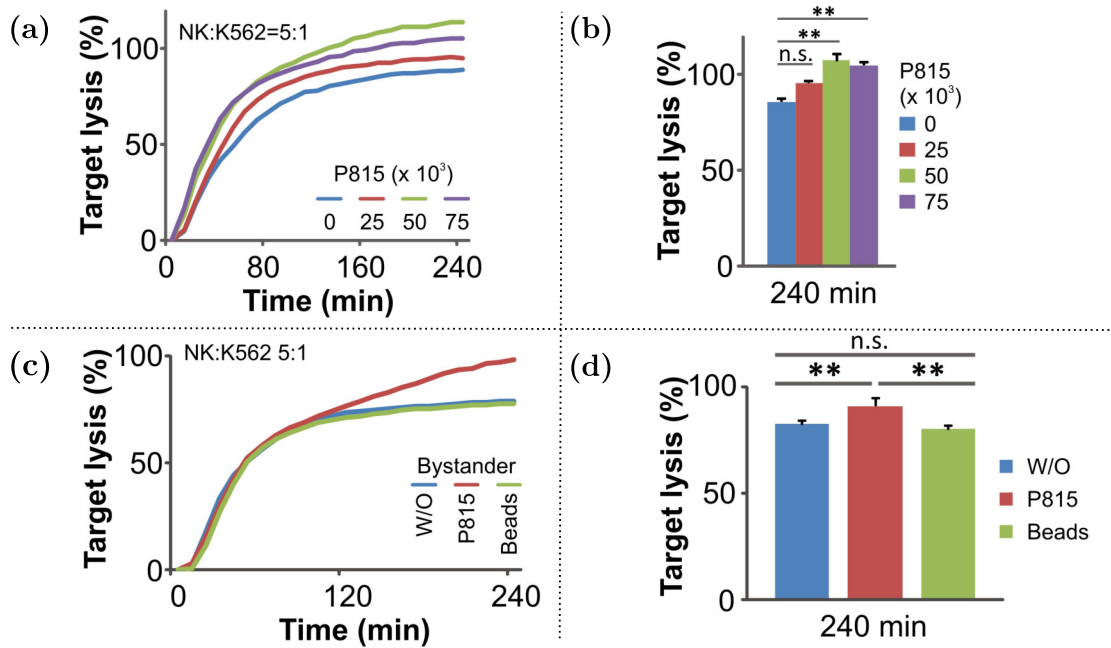 (a)
NK:K562=5:1
Target lysis (%)
100
50
0
P815 (x 10³)
0 25 50 75
0 80 160 240
Time (min)
(b)
**
**
n.s.
Target lysis (%)
100
50
0
P815
(x 10³)
0
25
50
75
240 min
(c)
NK:K562 5:1
Target lysis (%)
100
50
0
Bystander
W/O
P815
Beads
0 120 240
Time (min)
(d)
n.s.
** **
Target lysis (%)
100
50
0
W/O
P815
Beads
240 min